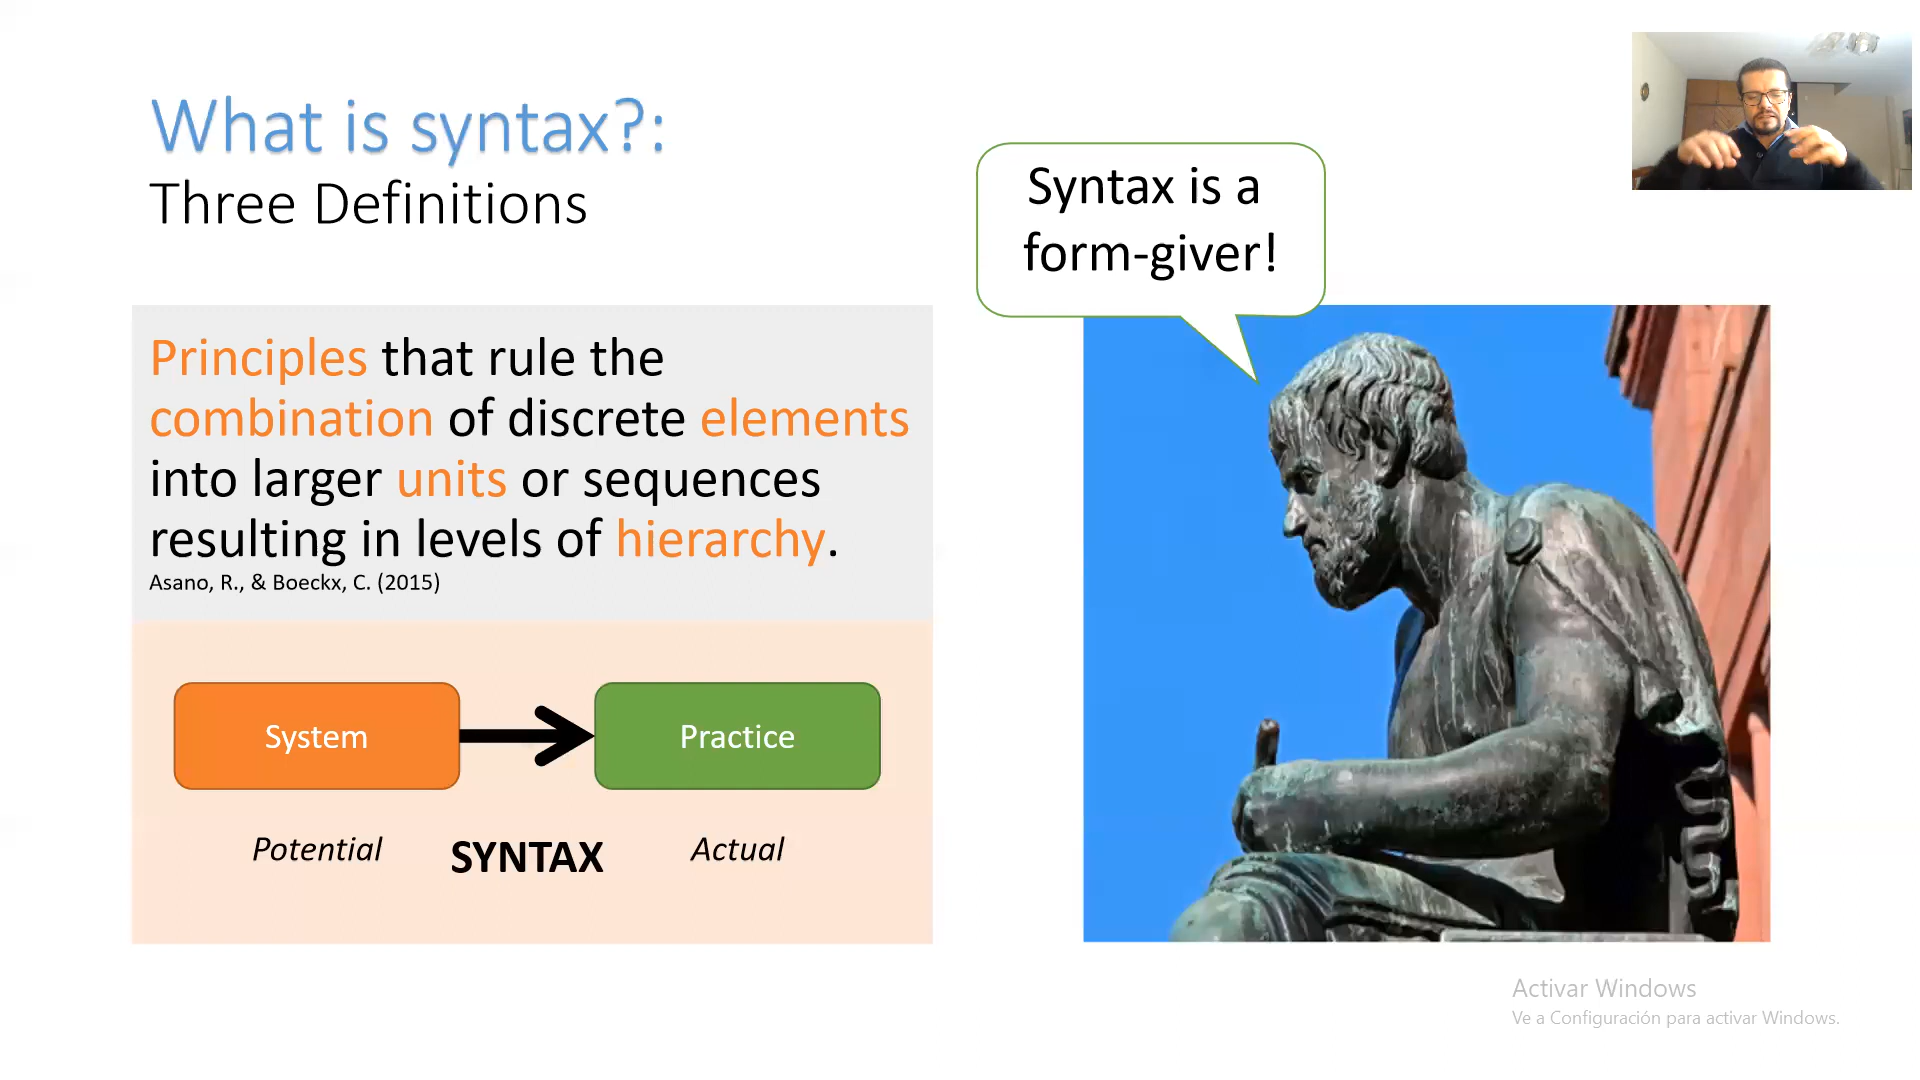 What is syntax?:
Three Definitions
Syntax is a
form-giver!
Principles that rule the
combination of discrete elements
into larger units or sequences
resulting in levels of hierarchy.
Asano, R., & Boeckx, C. (2015)
System
Practice
Potential
SYNTAX
Actual
Activar Windows
Ve a Configuración para activar Windows.